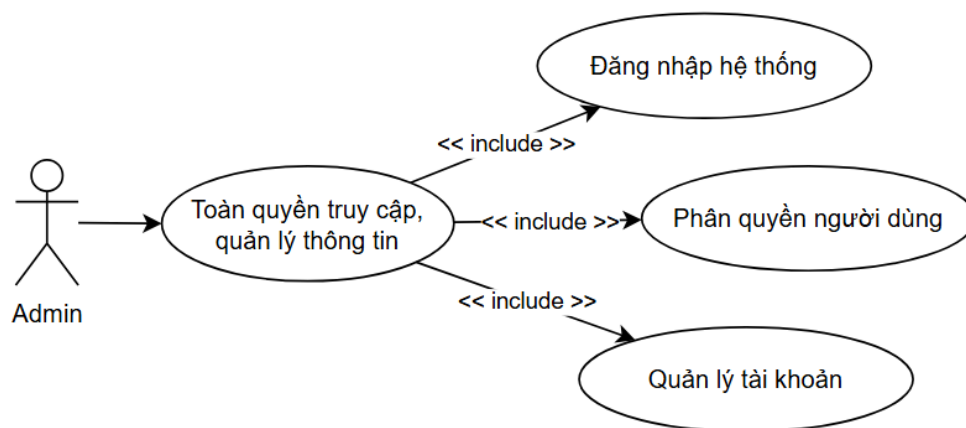 Đăng nhập hệ thống
<< include >>
Toàn quyền truy cập,
quản lý thông tin
<< include >>
Phân quyền người dùng
<< include >>
Admin
Quản lý tài khoản